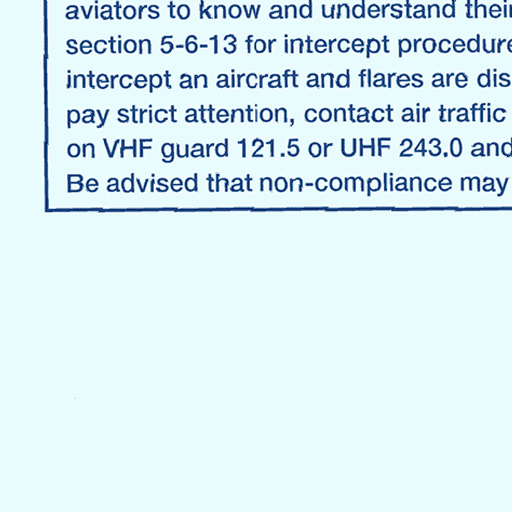 aviators to know and understand their
section 5-6-13 for intercept procedure
intercept an aircraft and flares are dis
pay strict attention, contact air traffic
on VHF guard 121.5 or UHF 243.0 and
Be advised that non-compliance may